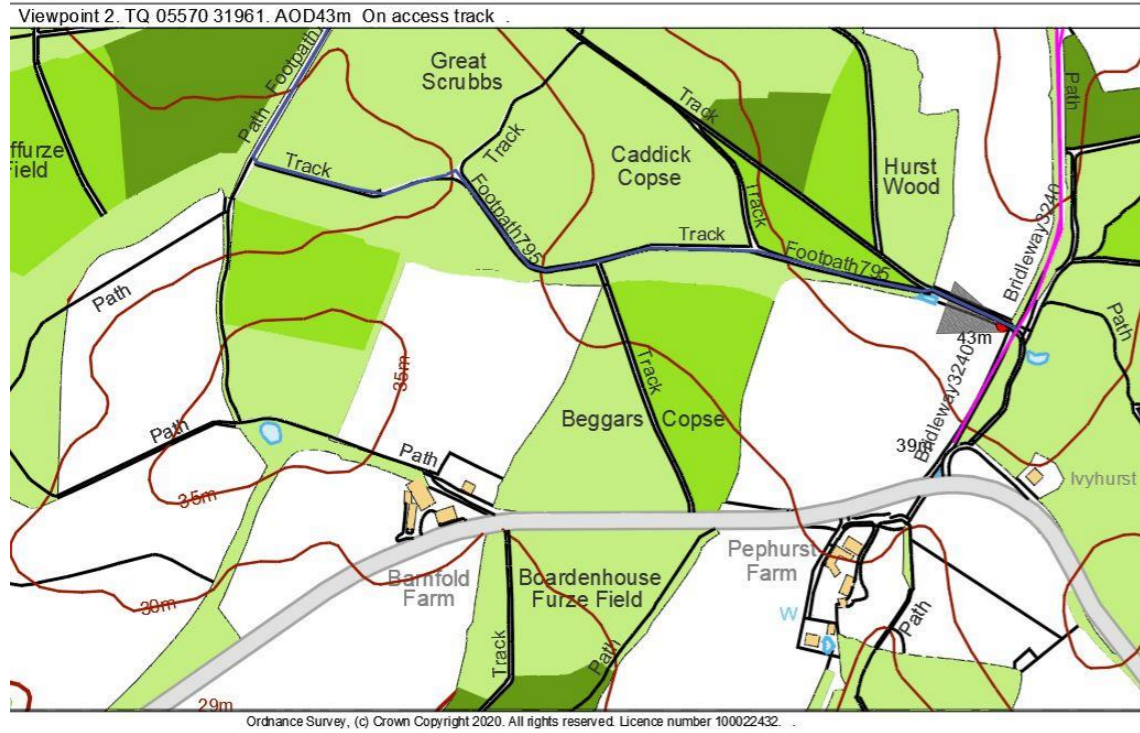 Viewpoint 2. TQ 05570 31961. AOD43m On access track .
Great
Scrubbs
Path
Footpath7
Track
Track
Track
Path
ffurze
Field
Caddick
Copse
Hurst
Wood
Footpath795
Track
Track
Footpath795
Bridleway3240
Path
Path
43m
35m
Track
Bridleway3240
Beggars Copse
39m
Path
Path
Ivyhurst
35m
Barnfold
Farm
Boardenhouse
Furze Field
Pephurst
Farm
30m
W
Path
Track
Path
29m
Ordnance Survey, (c) Crown Copyright 2020. All rights reserved. Licence number 100022432. .